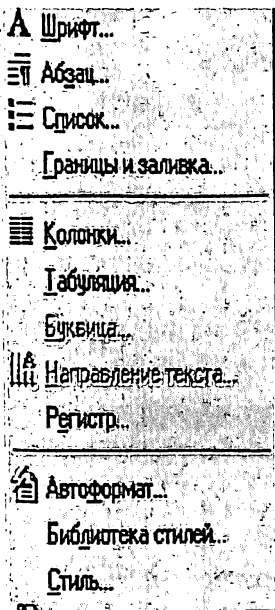 Шрифт...
Абзац...
Список...
Границы и заливка...
Колонки...
Табуляция...
Буквица...
Направление текста...
Регистр...
Автоформат...
Библиотека стилей...
Стиль...